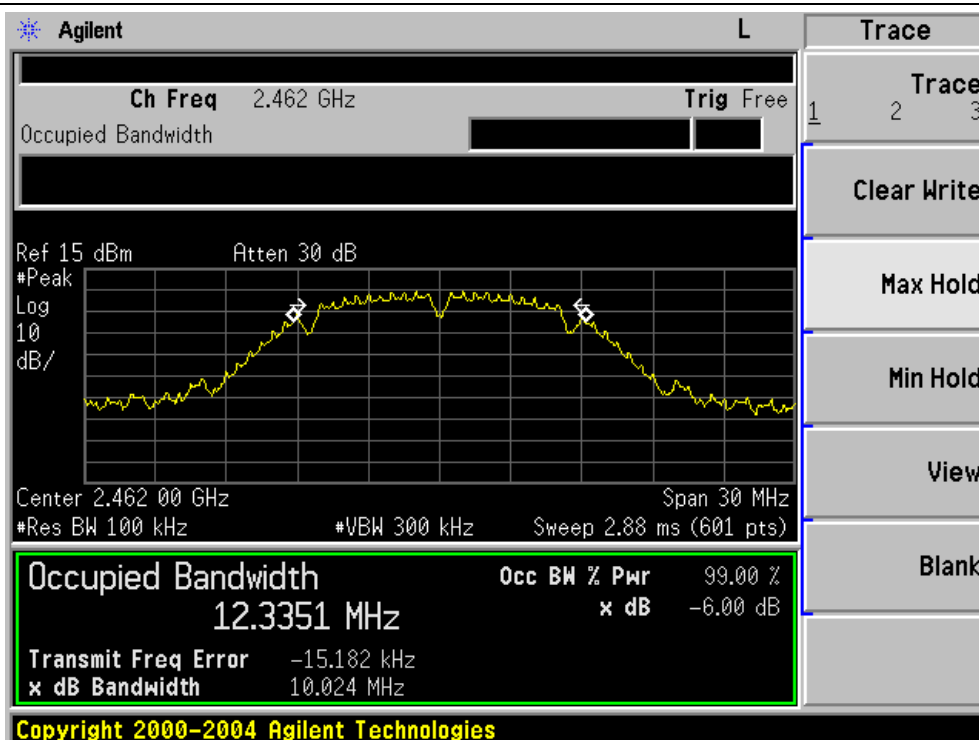 Agilent L Trace
Ch Freq 2.462 GHz Trig Free
Occupied Bandwidth
Trace
1 2 3
Clear Write
Max Hold
Min Hold
View
Blank
Ref 15 dBm Atten 30 dB
#Peak
Log
10
dB/
Center 2.462 00 GHz Span 30 MHz
#Res BW 100 kHz #VBW 300 kHz Sweep 2.88 ms (601 pts)
Occupied Bandwidth Occ BW % Pwr 99.00 %
12.3351 MHz x dB -6.00 dB
Transmit Freq Error -15.182 kHz
x dB Bandwidth 10.024 MHz
Copyright 2000-2004 Agilent Technologies